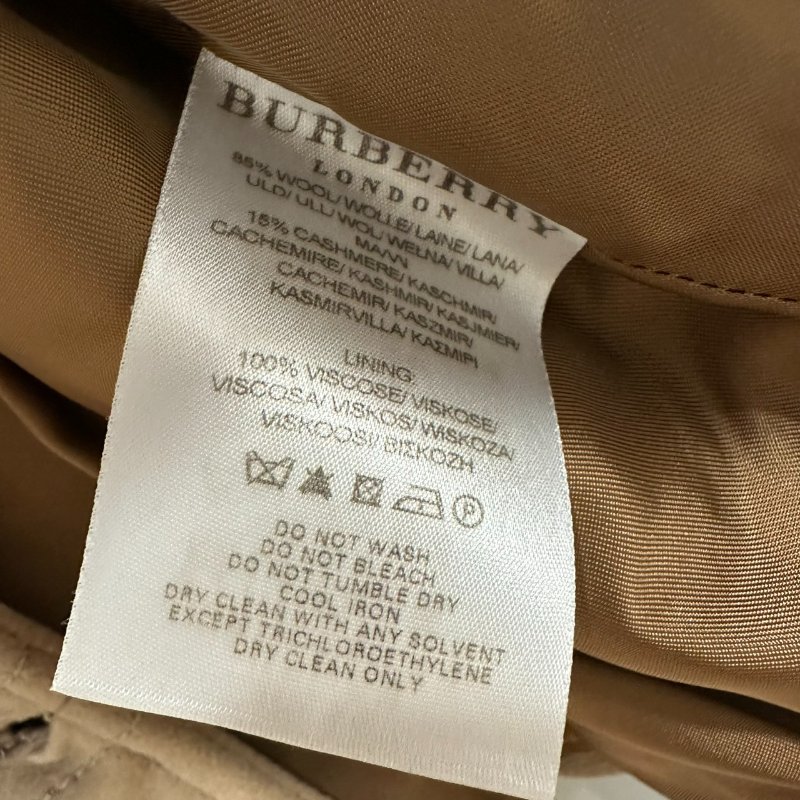 BURBERRY
LONDON
85% WOOL/WOLLE/LAINE/LANA/
ULD/ ULL/ WOL/ WEŁNA/ VILLA/
ΜΑΛΛΙ
15% CASHMERE/ KASCHMIR/
CACHEMIRE/ KASHMIR/ KASJMIER/
CACHEMIR/ KASZMIR/
KASMIRVILLA/ ΚΑΣΜΙΡΙ
LINING:
100% VISCOSE/ VISKOSE/
VISCOSA/ VISKOS/ WISKOZA/
VISKOOSI/ ΒΙΣΚΟΖΗ
P
DO NOT WASH
DO NOT BLEACH
DO NOT TUMBLE DRY
COOL IRON
DRY CLEAN WITH ANY SOLVENT
EXCEPT TRICHLOROETHYLENE
DRY CLEAN ONLY